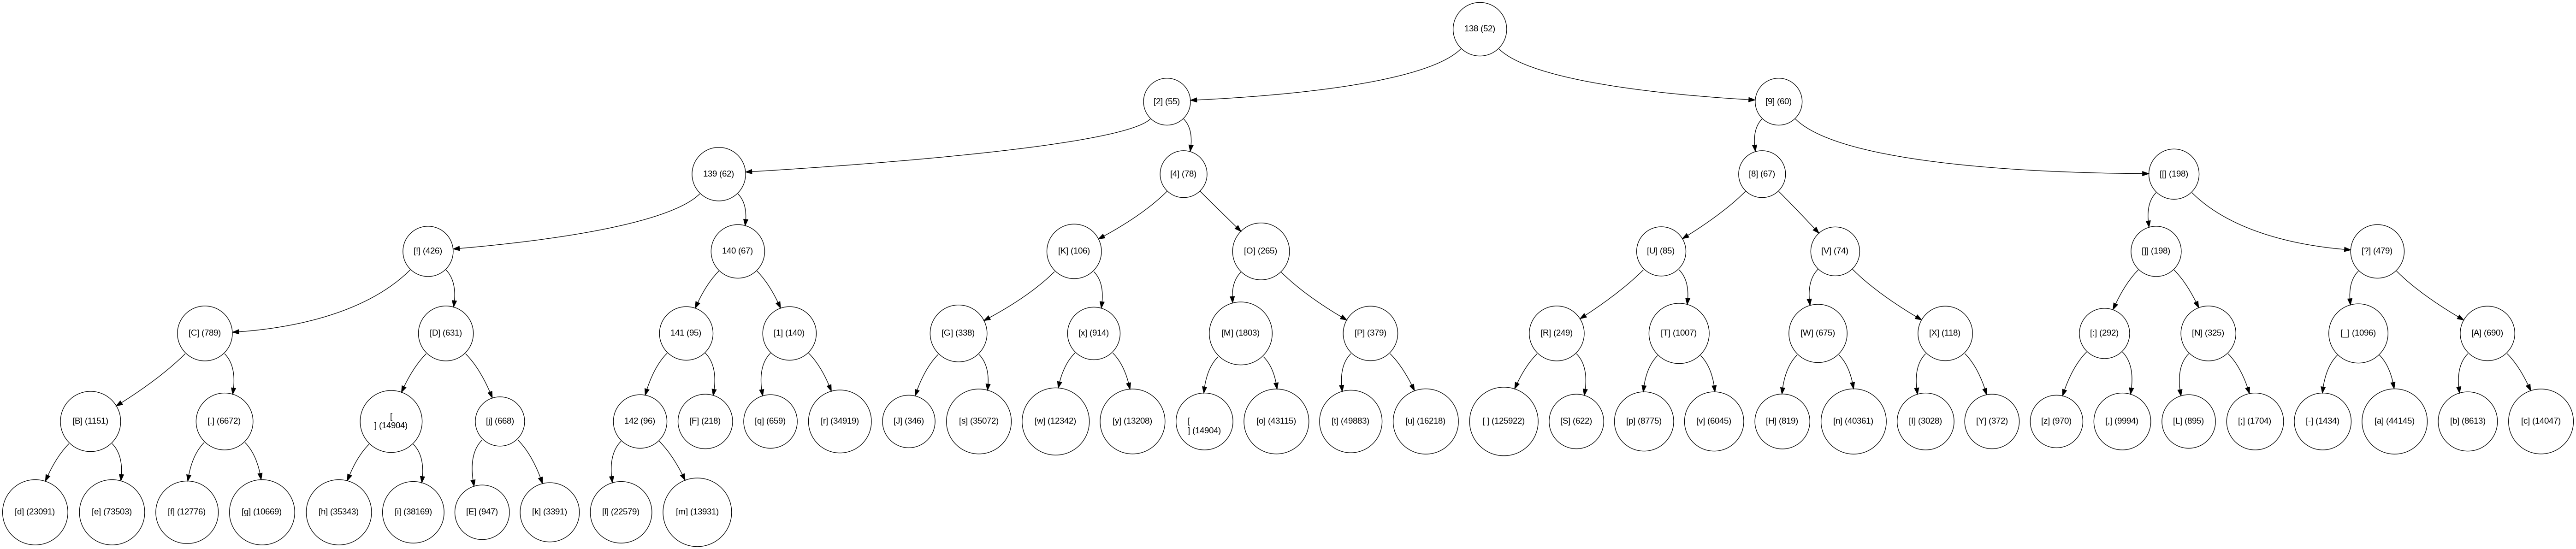 138 (52)
[2] (55)
[9] (60)
139 (62)
[4] (78)
[8] (67)
[[] (198)
[!] (426)
140 (67)
[K] (106)
[O] (265)
[U] (85)
[V] (74)
[]] (198)
[?] (479)
[C] (789)
[D] (631)
141 (95)
[1] (140)
[G] (338)
[x] (914)
[M] (1803)
[P] (379)
[R] (249)
[T] (1007)
[W] (675)
[X] (118)
[:] (292)
[N] (325)
[_] (1096)
[A] (690)
[B] (1151)
[.] (6672)
[
] (14904)
[j] (668)
142 (96)
[F] (218)
[q] (659)
[r] (34919)
[J] (346)
[s] (35072)
[w] (12342)
[y] (13208)
[
] (14904)
[o] (43115)
[t] (49883)
[u] (16218)
[ ] (125922)
[S] (622)
[p] (8775)
[v] (6045)
[H] (819)
[n] (40361)
[I] (3028)
[Y] (372)
[z] (970)
[,] (9994)
[L] (895)
[;] (1704)
[-] (1434)
[a] (44145)
[b] (8613)
[c] (14047)
[d] (23091)
[e] (73503)
[f] (12776)
[g] (10669)
[h] (35343)
[i] (38169)
[E] (947)
[k] (3391)
[l] (22579)
[m] (13931)